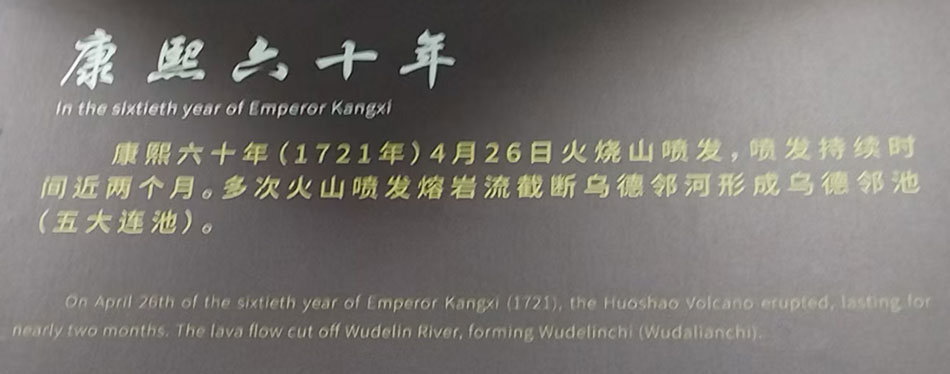 康熙六十年
In the sixtieth year of Emperor Kangxi
康熙六十年(1721年)4月26日火烧山喷发,喷发持续时
间近两个月。多次火山喷发熔岩流截断乌德邻河形成乌德邻池
(五大连池)。
On April 26th of the sixtieth year of Emperor Kangxi (1721), the Huoshao Volcano erupted, lasting for
nearly two months. The lava flow cut off Wudelin River, forming Wudelinchi (Wudalianchi).